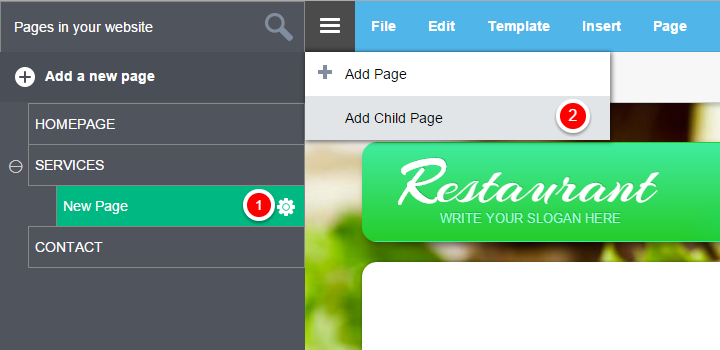 Pages in your website
Add a new page
HOMEPAGE
SERVICES
New Page 1
CONTACT
File Edit Template Insert Page
Add Page
Add Child Page 2
Restaurant
WRITE YOUR SLOGAN HERE